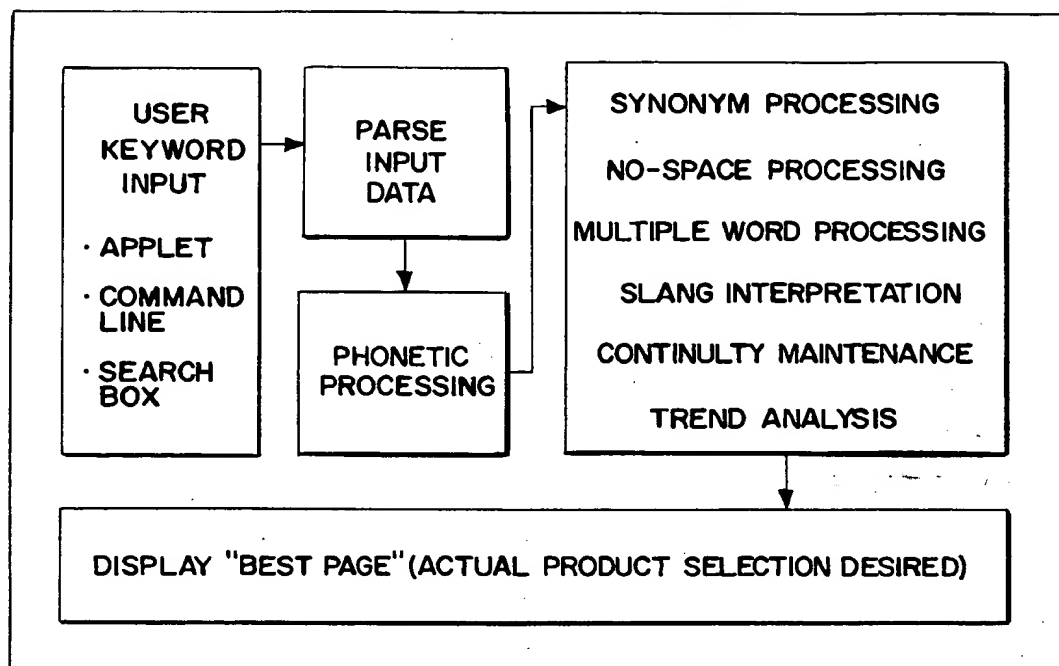 USER
KEYWORD
INPUT
· APPLET
· COMMAND
LINE
· SEARCH
BOX
PARSE
INPUT
DATA
PHONETIC
PROCESSING
SYNONYM PROCESSING
NO-SPACE PROCESSING
MULTIPLE WORD PROCESSING
SLANG INTERPRETATION
CONTINULTY MAINTENANCE
TREND ANALYSIS
DISPLAY "BEST PAGE"(ACTUAL PRODUCT SELECTION DESIRED)